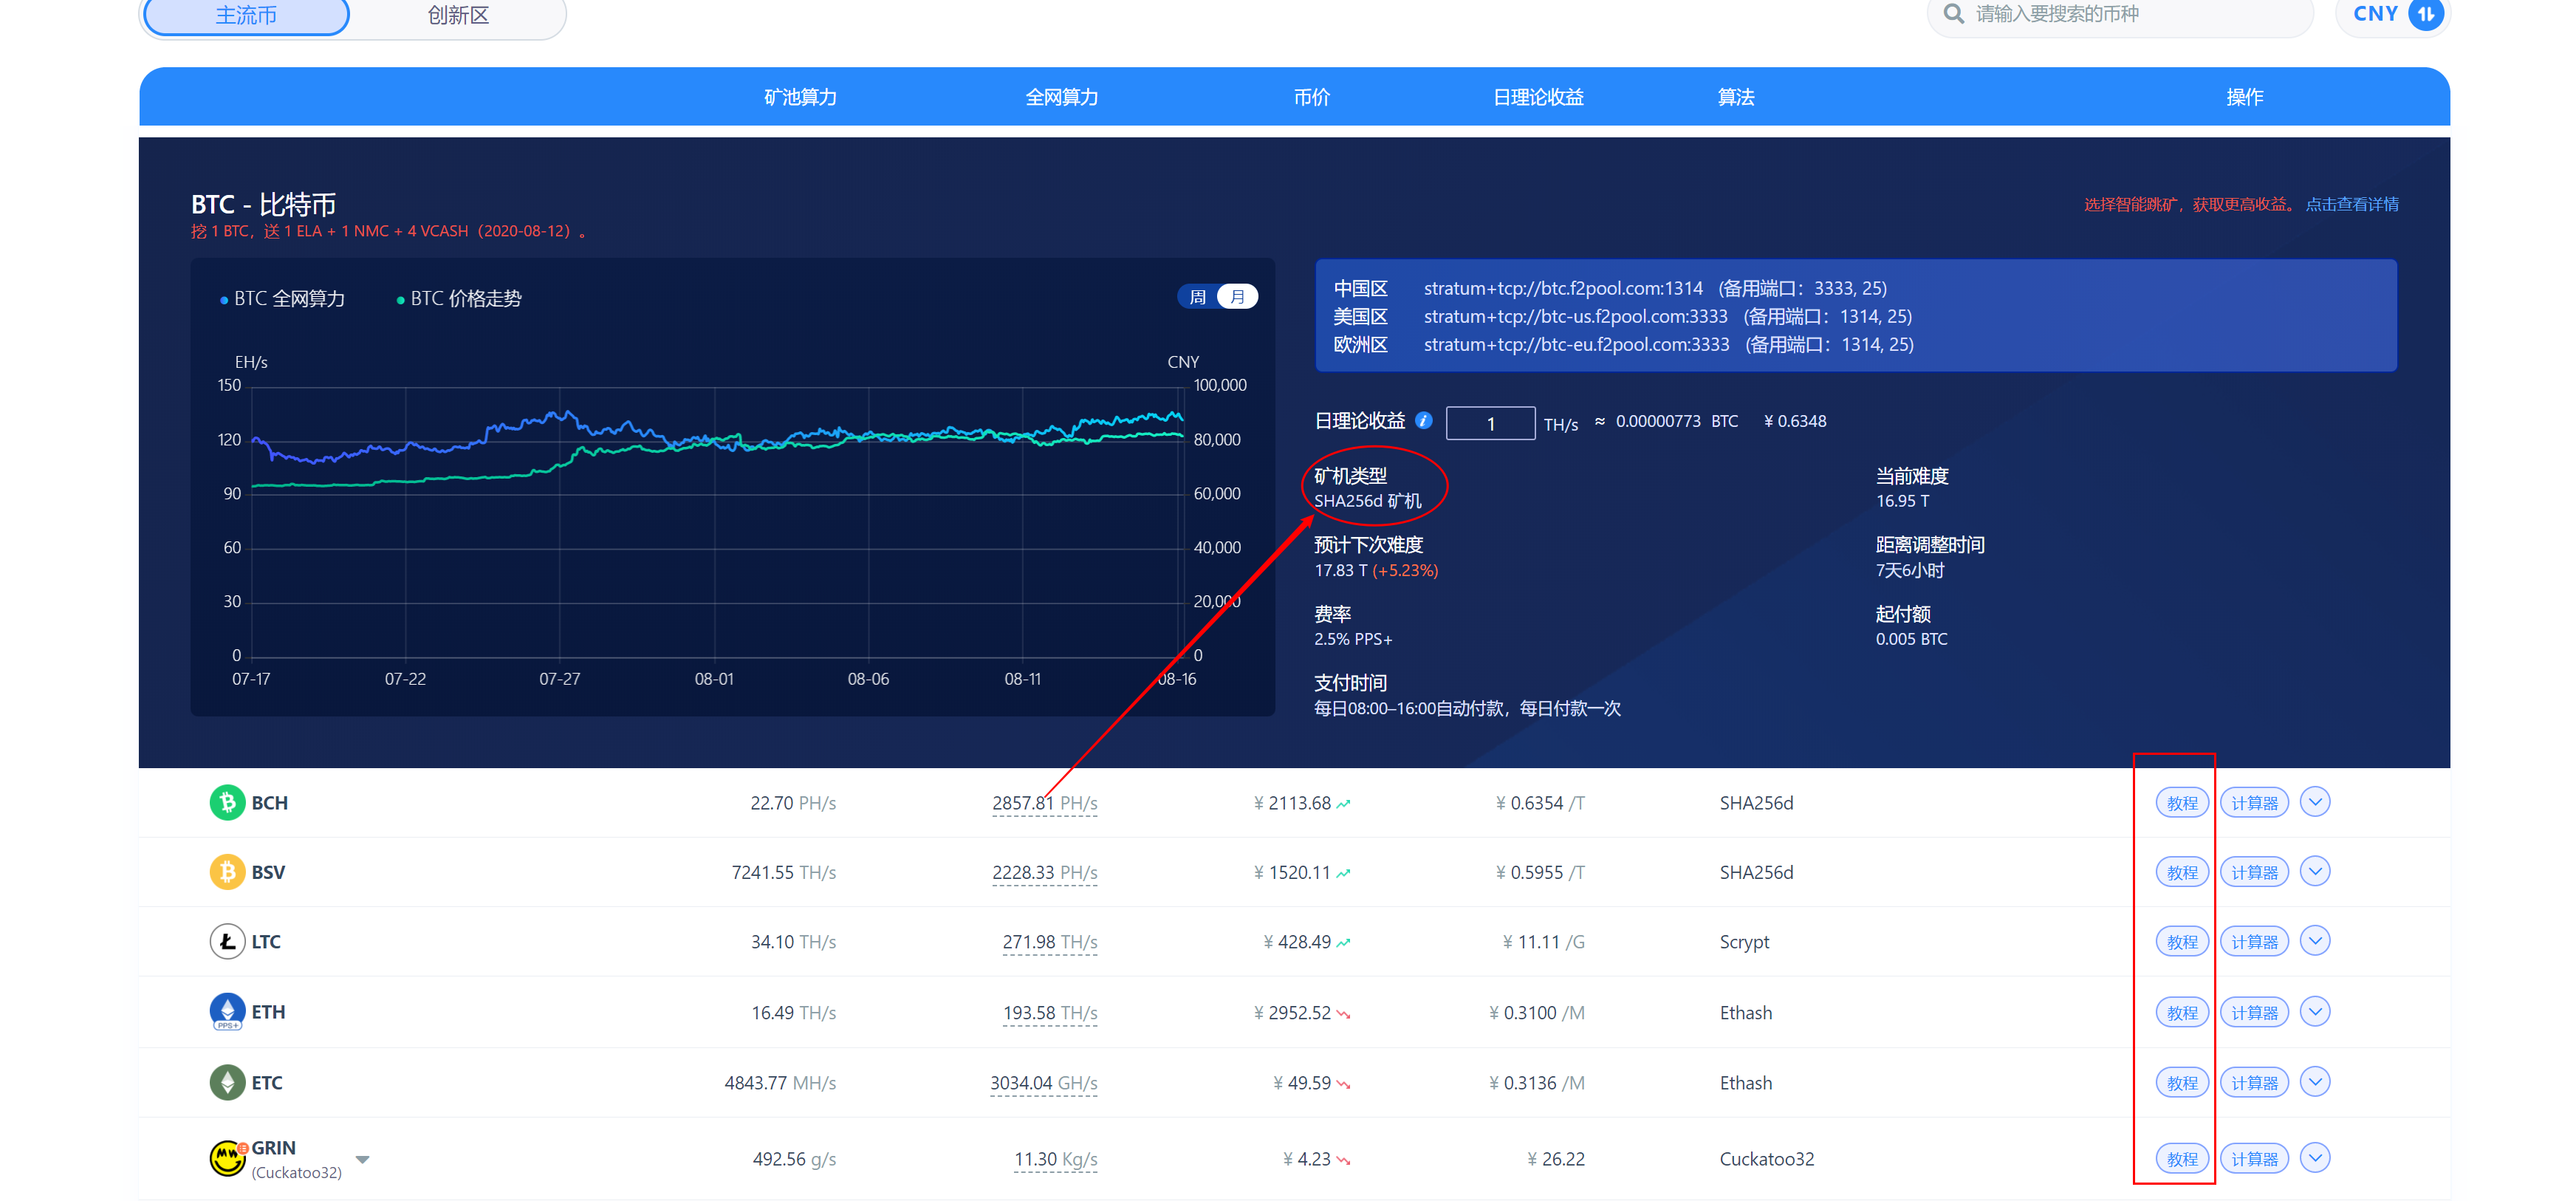 主流币 创新区 请输入要搜索的币种 CNY
矿池算力 全网算力 币价 日理论收益 算法 操作
BTC - 比特币
挖 1 BTC，送 1 ELA + 1 NMC + 4 VCASH（2020-08-12）。
选择智能跳矿，获取更高收益。 点击查看详情
BTC 全网算力 BTC 价格走势 周 月
EH/s CNY
150 100,000
120 80,000
90 60,000
60 40,000
30 20,000
0 0
07-17 07-22 07-27 08-01 08-06 08-11 08-16
中国区 stratum+tcp://btc.f2pool.com:1314 (备用端口：3333, 25)
美国区 stratum+tcp://btc-us.f2pool.com:3333 (备用端口：1314, 25)
欧洲区 stratum+tcp://btc-eu.f2pool.com:3333 (备用端口：1314, 25)
日理论收益 i 1 TH/s ≈ 0.00000773 BTC ¥ 0.6348
矿机类型 当前难度
SHA256d 矿机 16.95 T
预计下次难度 距离调整时间
17.83 T (+5.23%) 7天6小时
费率 起付额
2.5% PPS+ 0.005 BTC
支付时间
每日08:00–16:00自动付款，每日付款一次
BCH 22.70 PH/s 2857.81 PH/s ¥ 2113.68 ¥ 0.6354 /T SHA256d 教程 计算器
BSV 7241.55 TH/s 2228.33 PH/s ¥ 1520.11 ¥ 0.5955 /T SHA256d 教程 计算器
LTC 34.10 TH/s 271.98 TH/s ¥ 428.49 ¥ 11.11 /G Scrypt 教程 计算器
PPS+ ETH 16.49 TH/s 193.58 TH/s ¥ 2952.52 ¥ 0.3100 /M Ethash 教程 计算器
ETC 4843.77 MH/s 3034.04 GH/s ¥ 49.59 ¥ 0.3136 /M Ethash 教程 计算器
GRIN
(Cuckatoo32) 492.56 g/s 11.30 Kg/s ¥ 4.23 ¥ 26.22 Cuckatoo32 教程 计算器